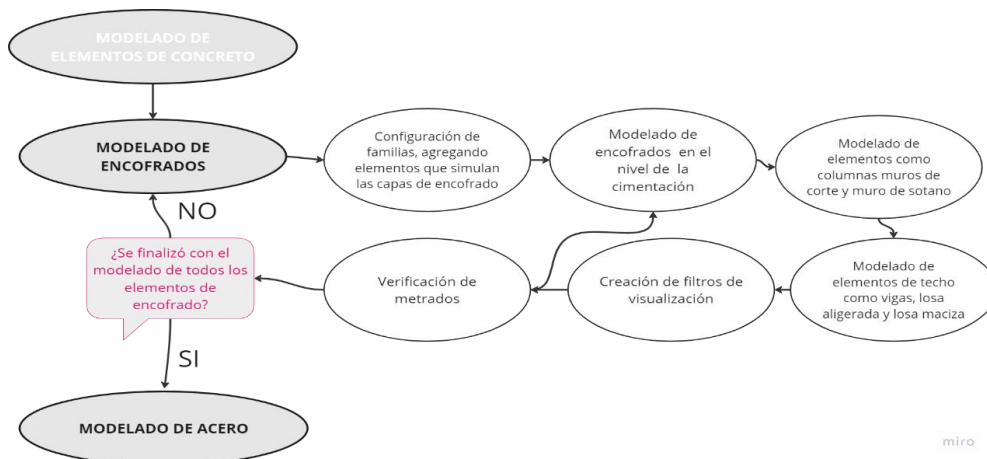 MODELADO DE
ELEMENTOS DE CONCRETO
MODELADO DE
ENCOFRADOS
Configuración de
familias, agregando
elementos que simulan
las capas de encofrado
Modelado de
encofrados en el
nivel de la
cimentación
Modelado de
elementos como
columnas muros de
corte y muro de sotano
NO
¿Se finalizó con el
modelado de todos los
elementos de
encofrado?
Verificación de
metrados
Creación de filtros de
visualización
Modelado de
elementos de techo
como vigas, losa
aligerada y losa maciza
SI
MODELADO DE ACERO
miro